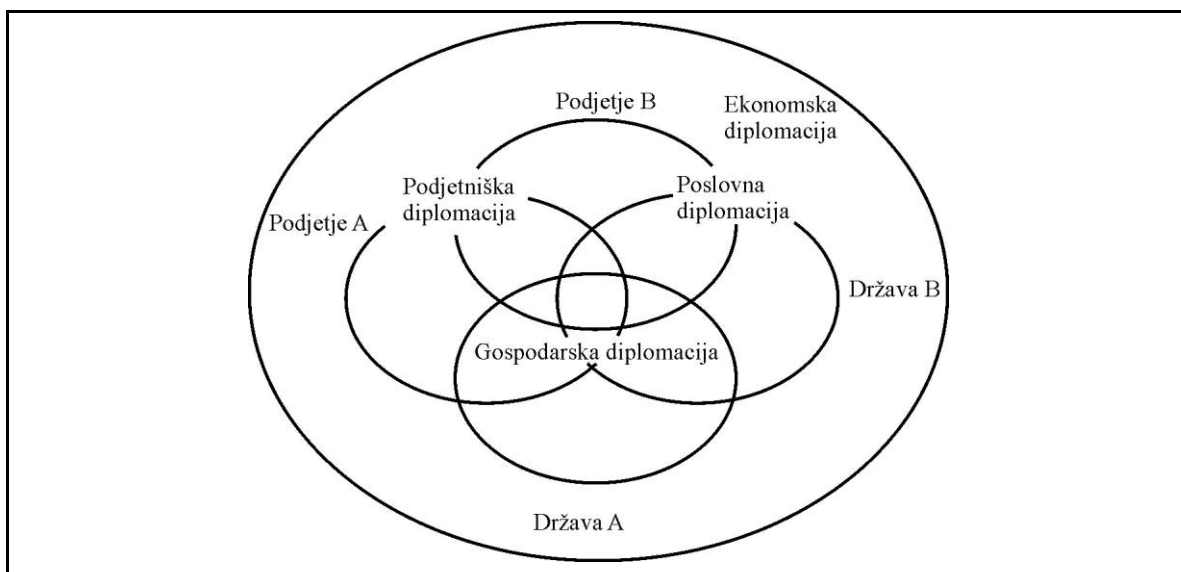 Podjetje B
Ekonomska
diplomacija
Podjetniška
diplomacija
Poslovna
diplomacija
Podjetje A
Država B
Gospodarska diplomacija
Država A